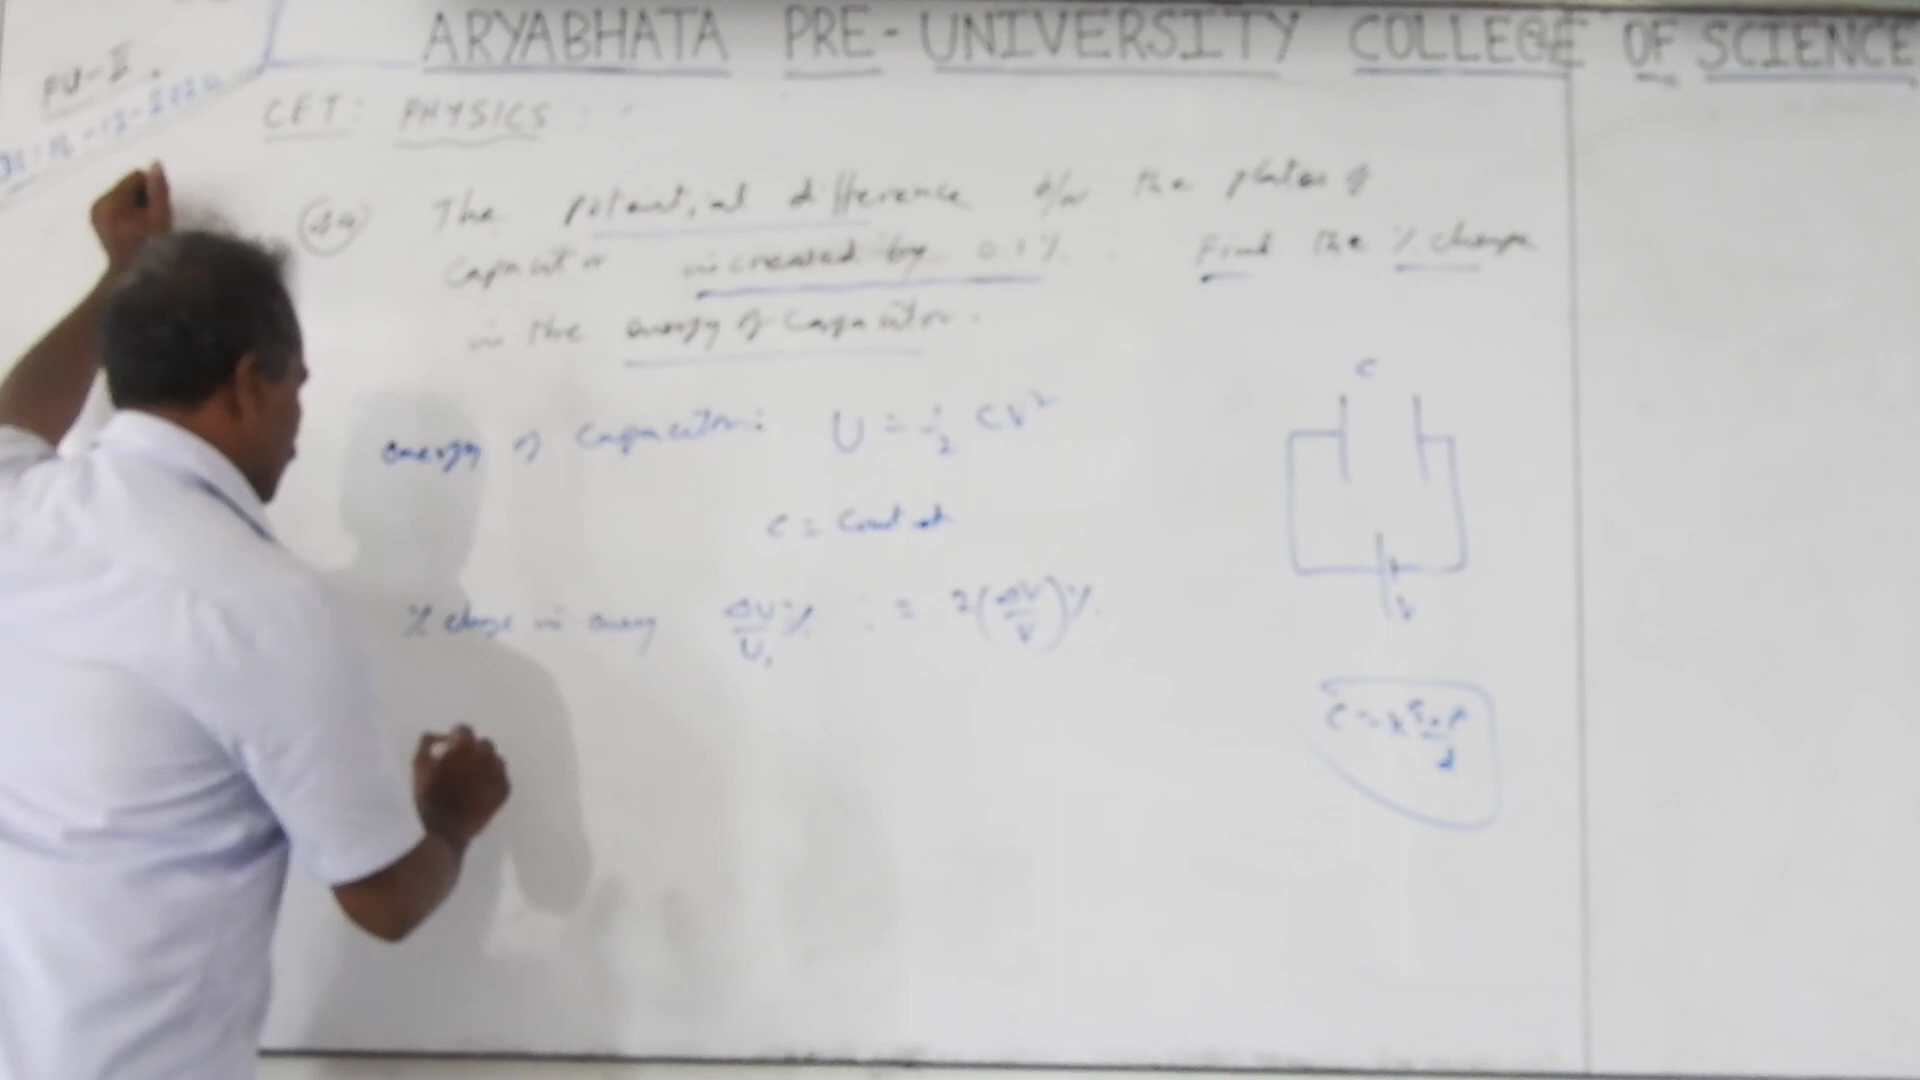 ARYABHATA PRE-UNIVERSITY COLLEGE OF SCIENCE
PU-II.
-12-2020
CET: PHYSICS
The potential difference b/w the plates of
capacitor increased by 0.1%. Find the % change
in the energy of capacitor.
C
energy of capacitor: U = 1/2 CV²
C = Constant
% change in energy ΔU/U % = 2(ΔV/V)%
V